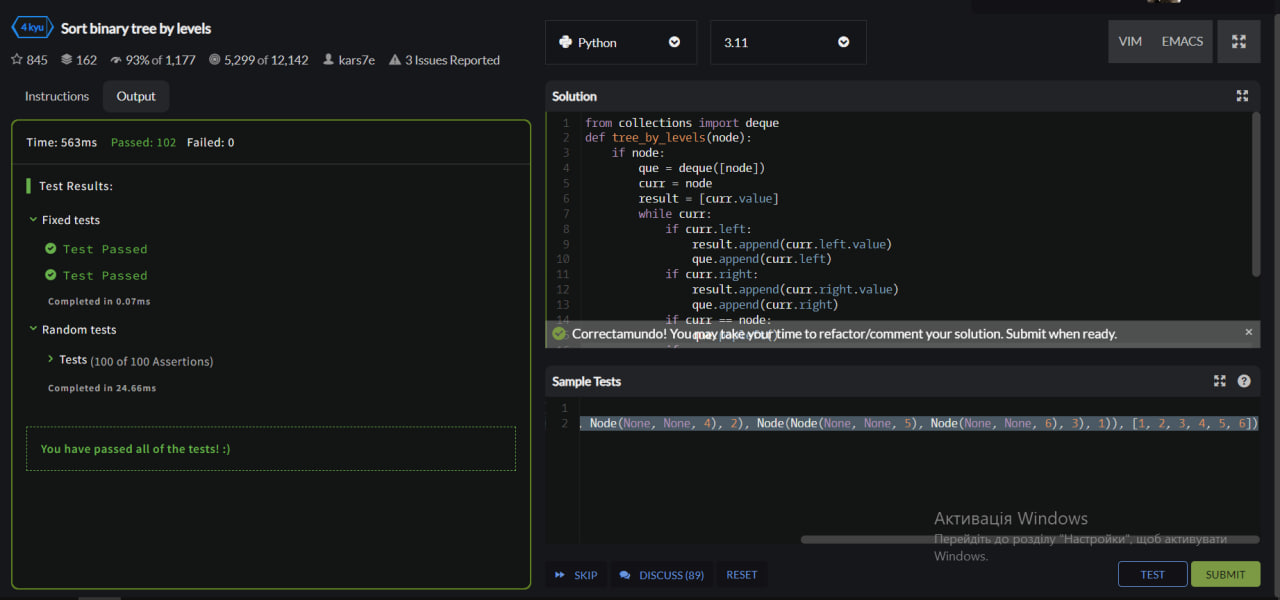 4 kyu Sort binary tree by levels
845 162 93% of 1,177 5,299 of 12,142 kars7e 3 Issues Reported
Instructions Output
Time: 563ms Passed: 102 Failed: 0
Test Results:
Fixed tests
Test Passed
Test Passed
Completed in 0.07ms
Random tests
Tests (100 of 100 Assertions)
Completed in 24.66ms
You have passed all of the tests! :)
Python 3.11 VIM EMACS
Solution
1 from collections import deque
2 def tree_by_levels(node):
3 if node:
4 que = deque([node])
5 curr = node
6 result = [curr.value]
7 while curr:
8 if curr.left:
9 result.append(curr.left.value)
10 que.append(curr.left)
11 if curr.right:
12 result.append(curr.right.value)
13 que.append(curr.right)
14 if curr == node:
Correctamundo! You may take your time to refactor/comment your solution. Submit when ready.
Sample Tests
1
2 , Node(None, None, 4), 2), Node(Node(None, None, 5), Node(None, None, 6), 3), 1)), [1, 2, 3, 4, 5, 6])
Активація Windows
Перейдіть до розділу "Настройки", щоб активувати
Windows.
SKIP DISCUSS (89) RESET TEST SUBMIT